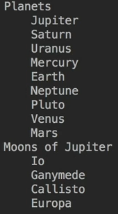 Planets
    Jupiter
    Saturn
    Uranus
    Mercury
    Earth
    Neptune
    Pluto
    Venus
    Mars
Moons of Jupiter
    Io
    Ganymede
    Callisto
    Europa